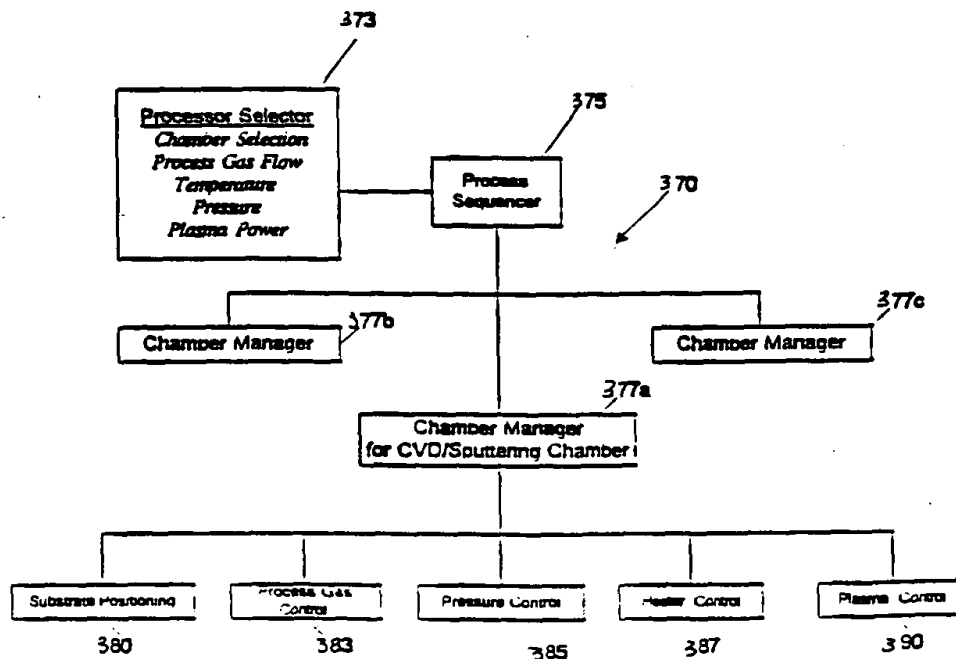 373
Processor Selector
Chamber Selection
Process Gas Flow
Temperature
Pressure
Plasma Power
375
Process
Sequencer
370
377b
Chamber Manager
377c
Chamber Manager
377a
Chamber Manager
for CVD/Sputtering Chamber
Substrate Positioning
Process Gas
Control
Pressure Control
Heater Control
Plasma Control
380
383
385
387
390